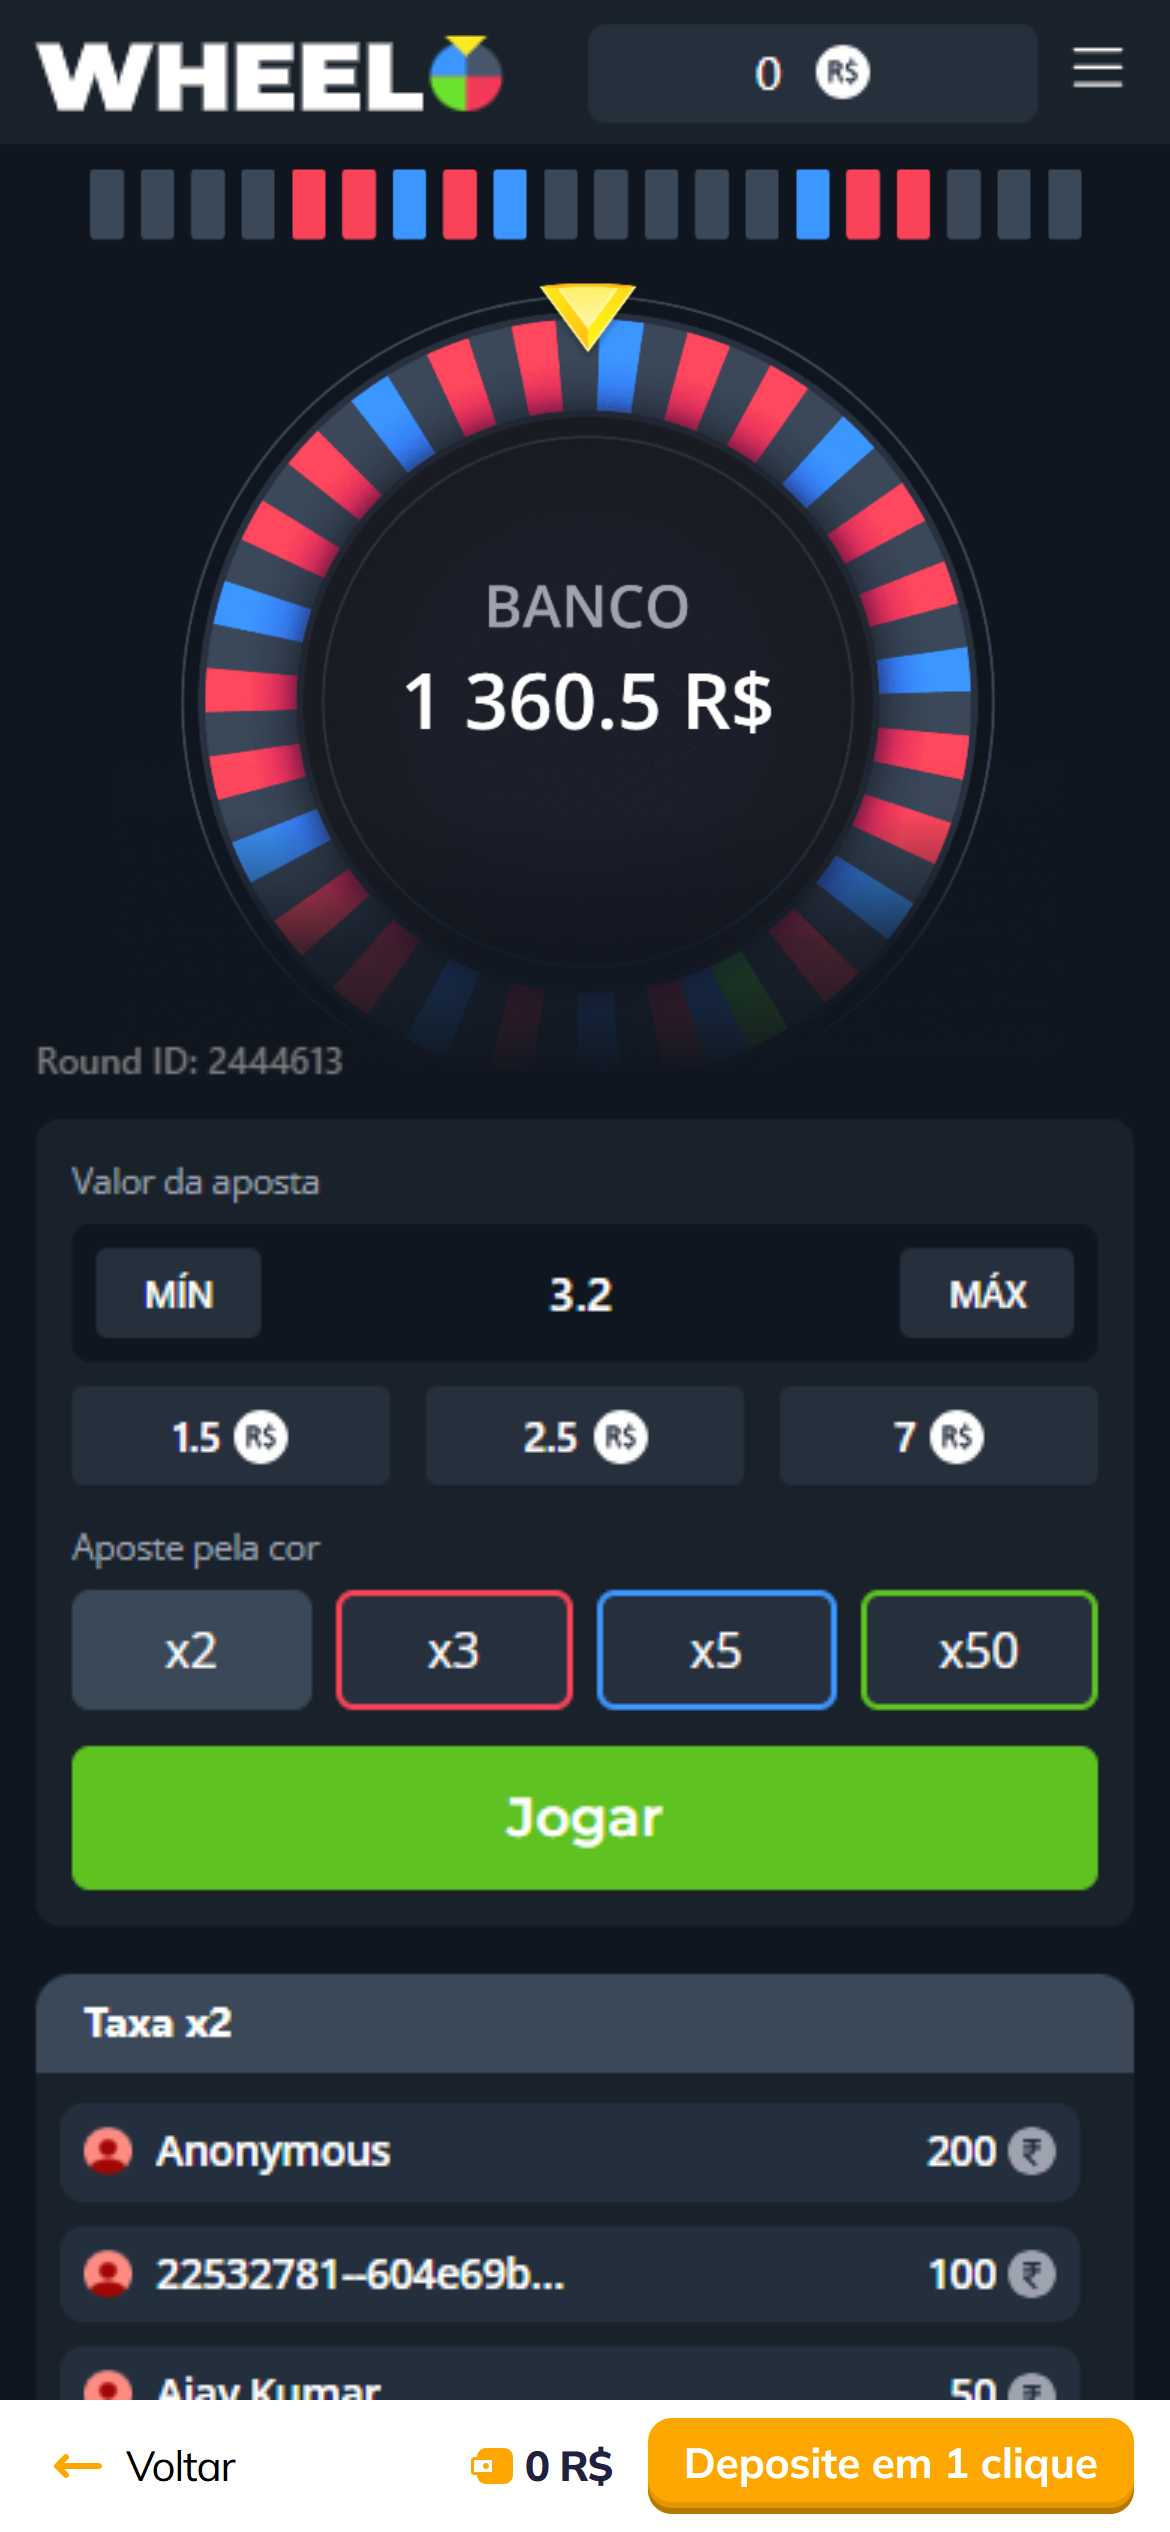 WHEEL
0 R$
BANCO
1 360.5 R$
Round ID: 2444613
Valor da aposta
MÍN 3.2 MÁX
1.5 R$ 2.5 R$ 7 R$
Aposte pela cor
x2 x3 x5 x50
Jogar
Taxa x2
Anonymous 200 ₹
22532781--604e69b... 100 ₹
Ajay Kumar 50 ₹
Voltar 0 R$ Deposite em 1 clique